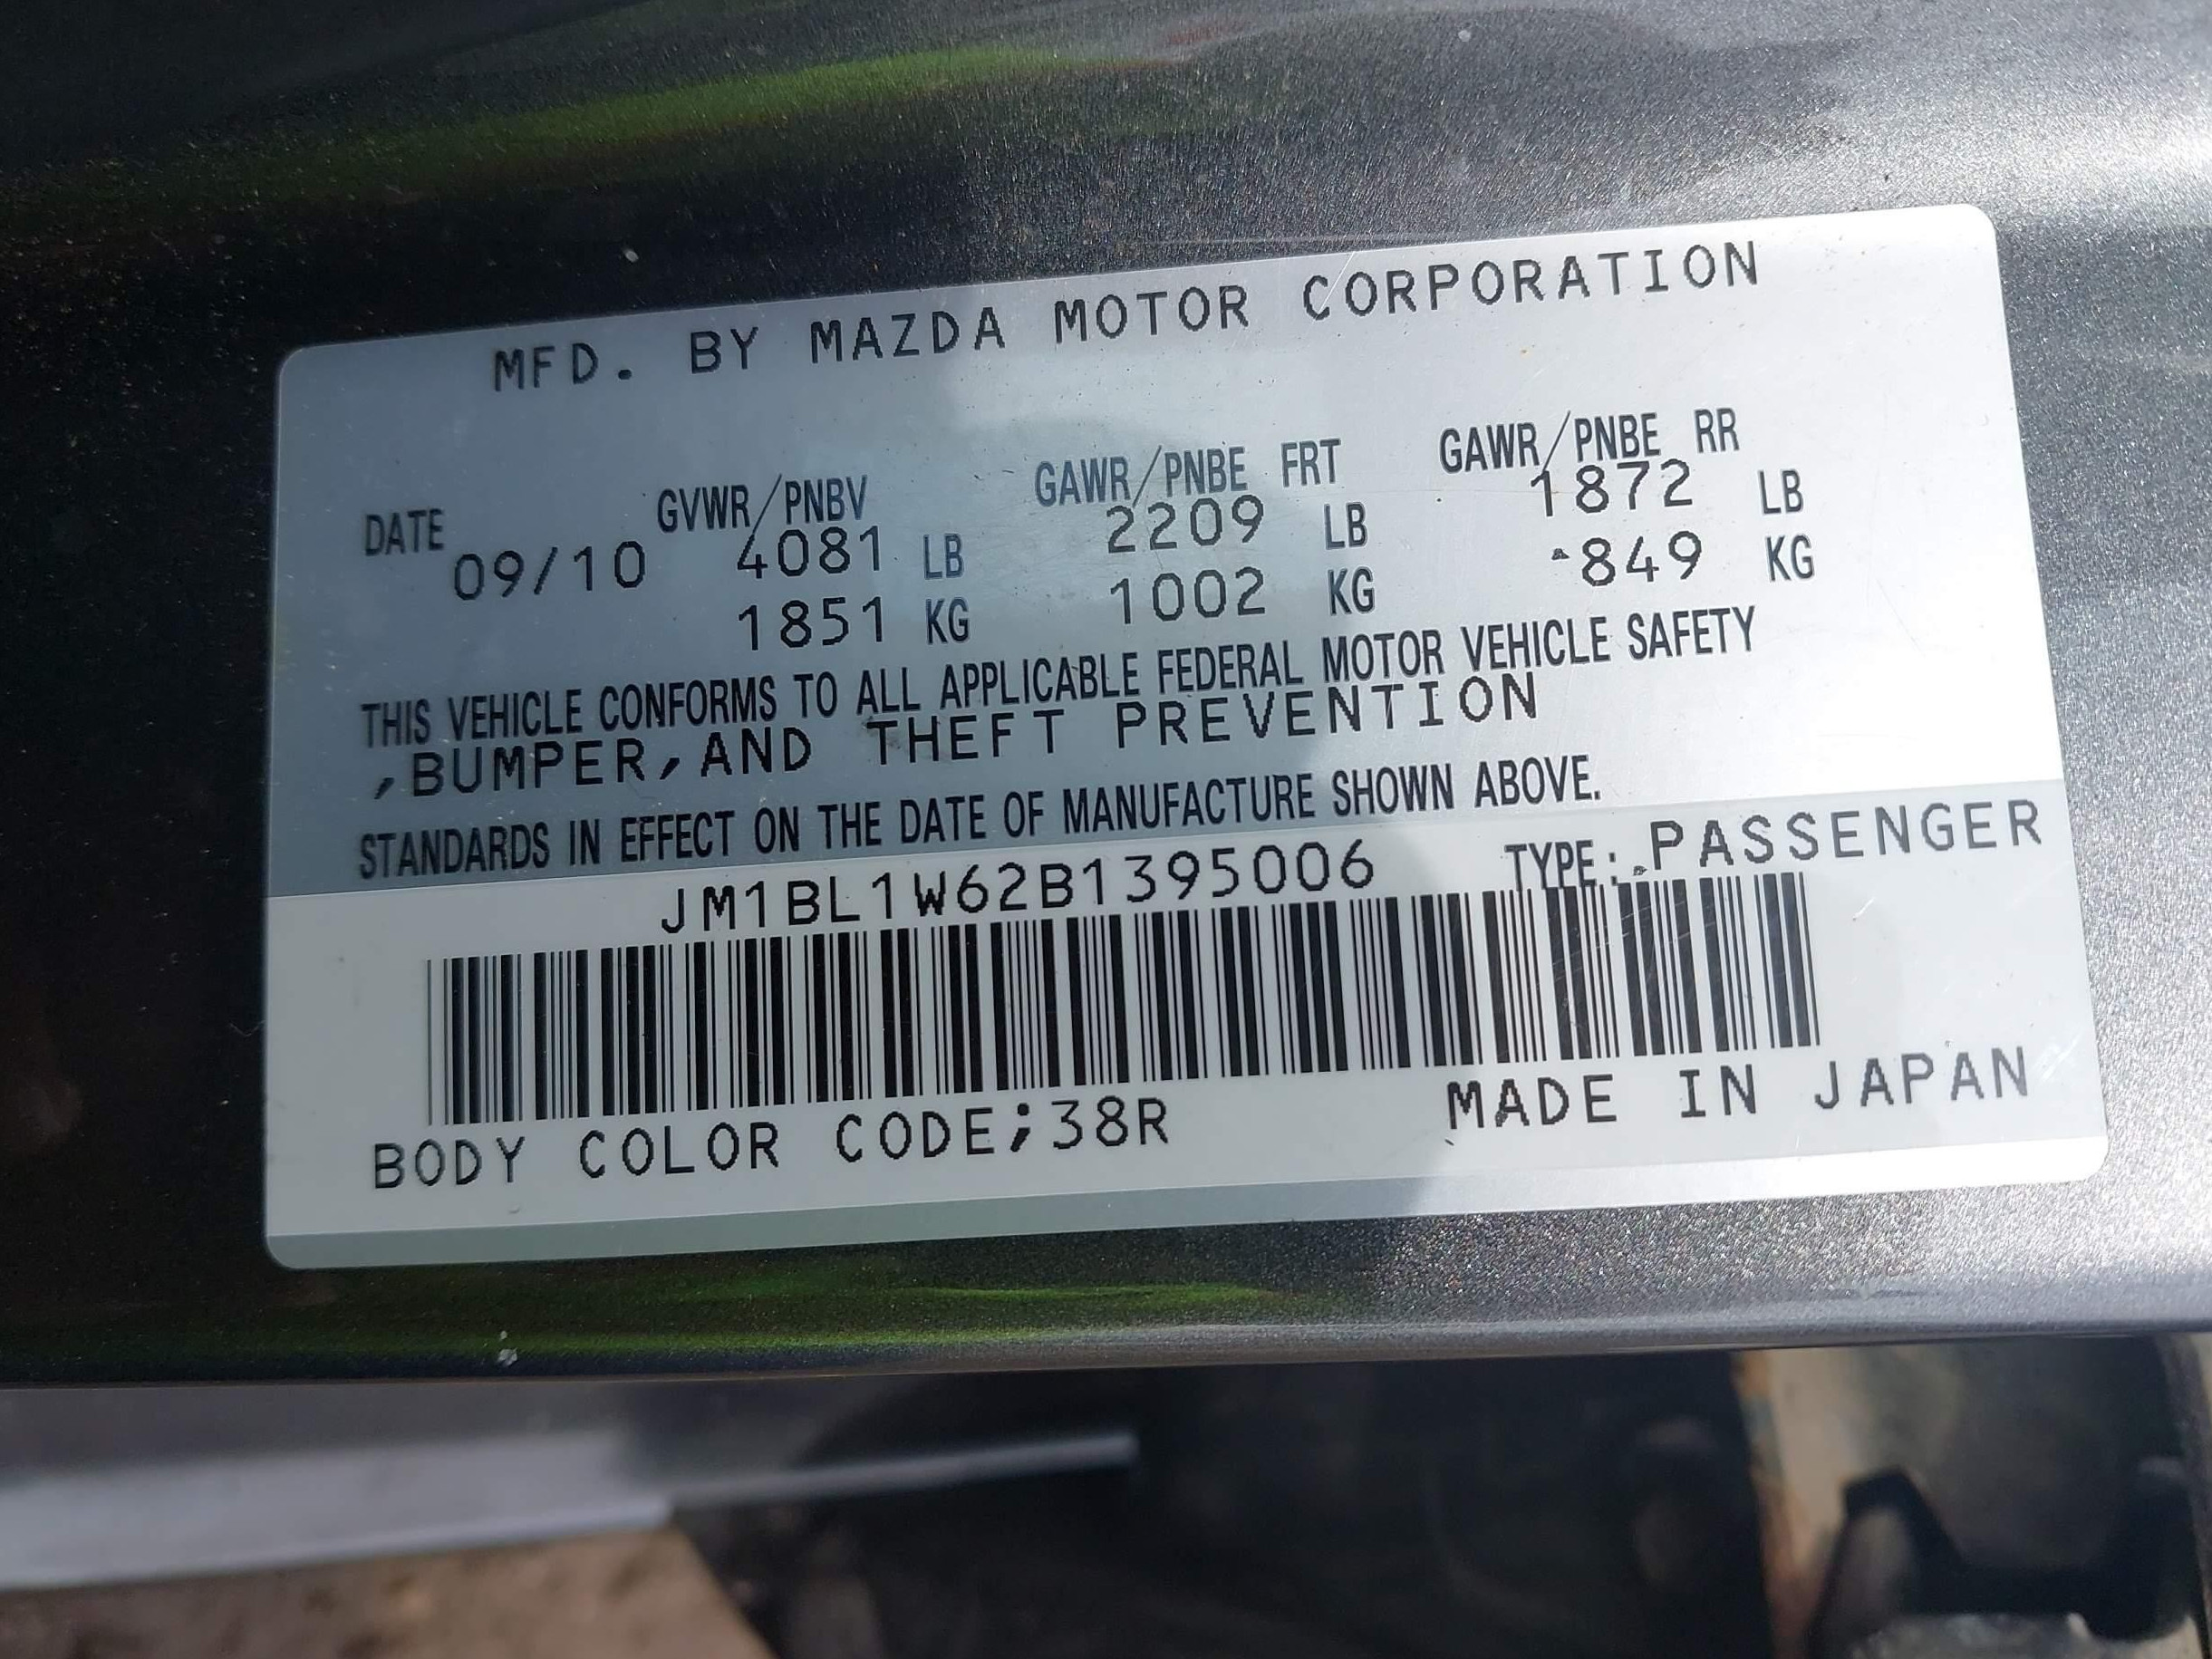 MFD. BY MAZDA MOTOR CORPORATION
DATE GVWR/PNBV GAWR/PNBE FRT GAWR/PNBE RR
09/10 4081 LB 2209 LB 1872 LB
1851 KG 1002 KG 849 KG
THIS VEHICLE CONFORMS TO ALL APPLICABLE FEDERAL MOTOR VEHICLE SAFETY
,BUMPER,AND THEFT PREVENTION
STANDARDS IN EFFECT ON THE DATE OF MANUFACTURE SHOWN ABOVE.
JM1BL1W62B1395006 TYPE: PASSENGER
BODY COLOR CODE;38R MADE IN JAPAN